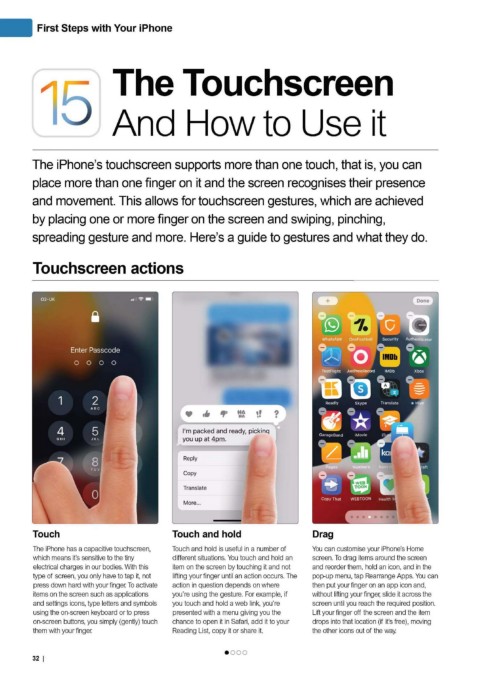 First Steps with Your iPhone
15
The Touchscreen
And How to Use it
The iPhone's touchscreen supports more than one touch, that is, you can
place more than one finger on it and the screen recognises their presence
and movement. This allows for touchscreen gestures, which are achieved
by placing one or more finger on the screen and swiping, pinching,
spreading gesture and more. Here's a guide to gestures and what they do.
Touchscreen actions
Enter Passcode
1
2
ABC
4
GHI
5
JKL
7
8
0
HA HA
!!
?
I'm packed and ready, picking
you up at 4pm.
Reply
Copy
Translate
More...
+
Done
WhatsApp
Security
IMDb
IMDb
Xbox
Readly
Skype
Translate
GarageBand
iMovie
Copy That
WEBTOON
Touch
The iPhone has a capacitive touchscreen,
which means it's sensitive to the tiny
electrical charges in our bodies. With this
type of screen, you only have to tap it, not
press down hard with your finger. To activate
items on the screen such as applications
and settings icons, type letters and symbols
using the on-screen keyboard or to press
on-screen buttons, you simply (gently) touch
them with your finger.
Touch and hold
Touch and hold is useful in a number of
different situations. You touch and hold an
item on the screen by touching it and not
lifting your finger until an action occurs. The
action in question depends on where
you're using the gesture. For example, if
you touch and hold a web link, you're
presented with a menu giving you the
chance to open it in Safari, add it to your
Reading List, copy it or share it.
Drag
You can customise your iPhone's Home
screen. To drag items around the screen
and reorder them, hold an icon, and in the
pop-up menu, tap Rearrange Apps. You can
then put your finger on an app icon and,
without lifting your finger, slide it across the
screen until you reach the required position.
Lift your finger off the screen and the item
drops into that location (if it's free), moving
the other icons out of the way.
32 |